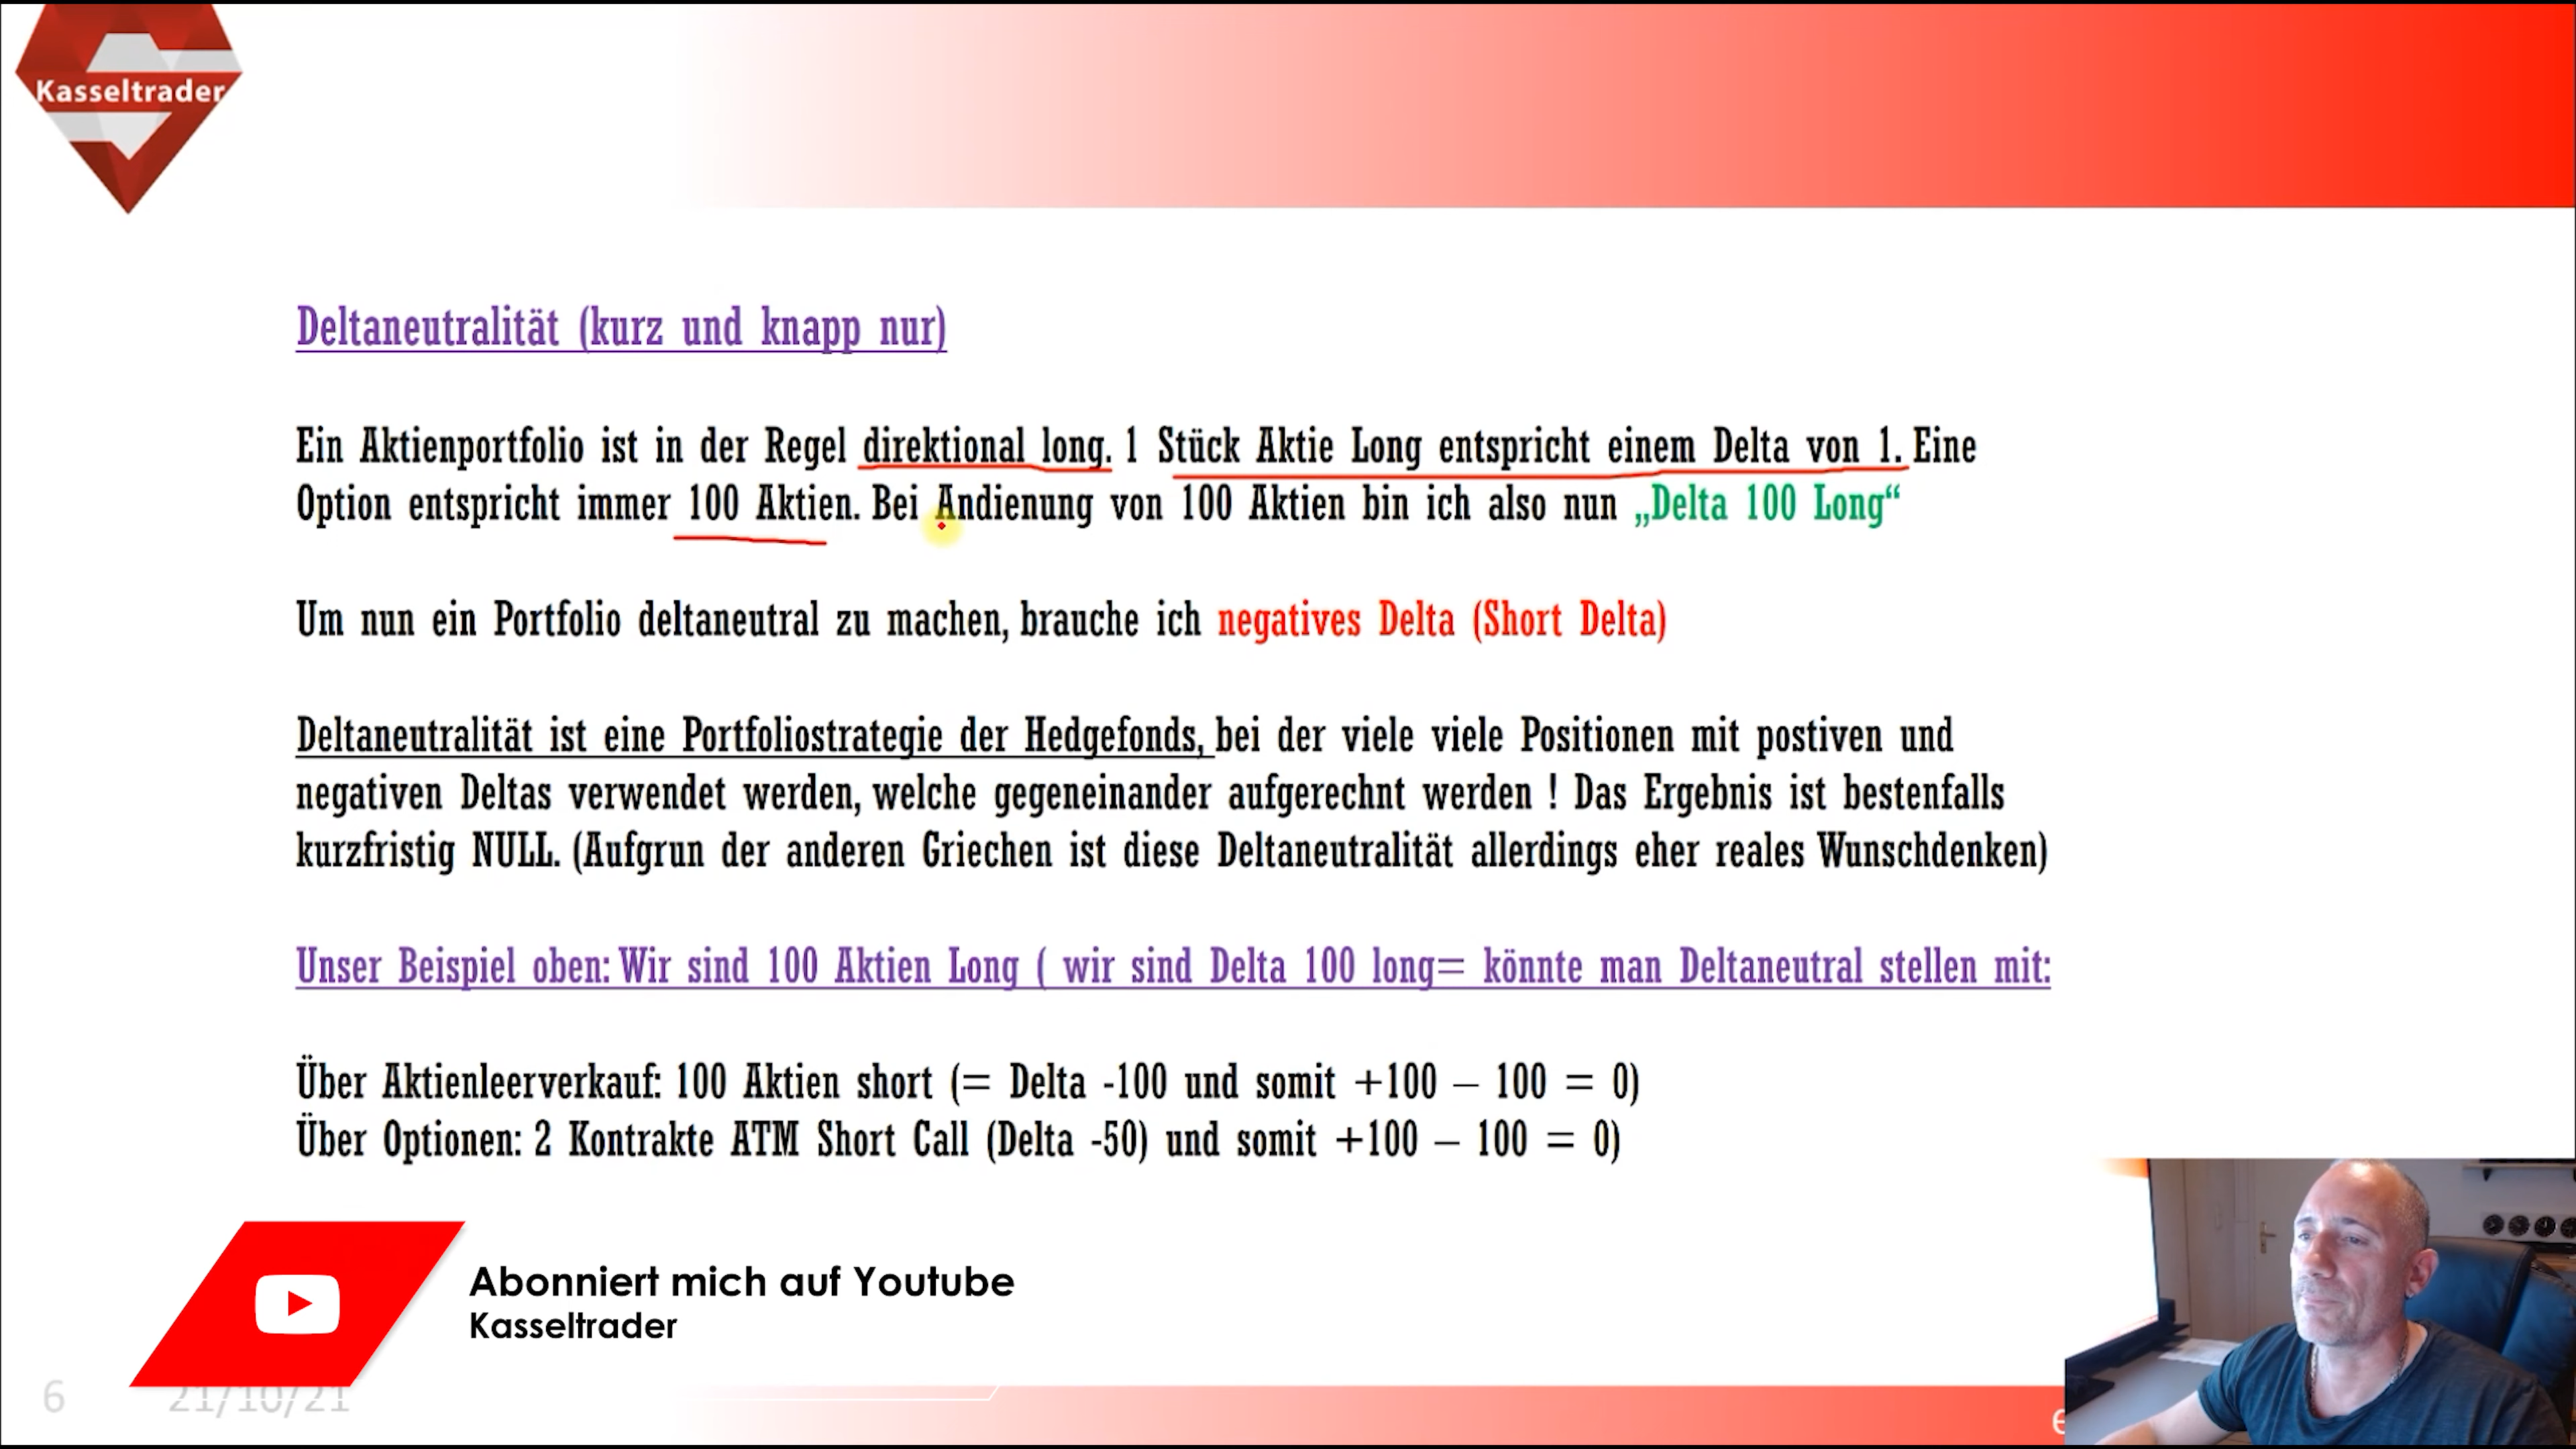 Kasseltrader
Deltaneutralität (kurz und knapp nur)
Ein Aktienportfolio ist in der Regel direktional long. 1 Stück Aktie Long entspricht einem Delta von 1. Eine
Option entspricht immer 100 Aktien. Bei Andienung von 100 Aktien bin ich also nun „Delta 100 Long“
Um nun ein Portfolio deltaneutral zu machen, brauche ich negatives Delta (Short Delta)
Deltaneutralität ist eine Portfoliostrategie der Hedgefonds, bei der viele viele Positionen mit postiven und
negativen Deltas verwendet werden, welche gegeneinander aufgerechnt werden ! Das Ergebnis ist bestenfalls
kurzfristig NULL. (Aufgrun der anderen Griechen ist diese Deltaneutralität allerdings eher reales Wunschdenken)
Unser Beispiel oben: Wir sind 100 Aktien Long ( wir sind Delta 100 long= könnte man Deltaneutral stellen mit:
Über Aktienleerverkauf: 100 Aktien short (= Delta -100 und somit +100 – 100 = 0)
Über Optionen: 2 Kontrakte ATM Short Call (Delta -50) und somit +100 – 100 = 0)
Abonniert mich auf Youtube
Kasseltrader
6 21/10/21